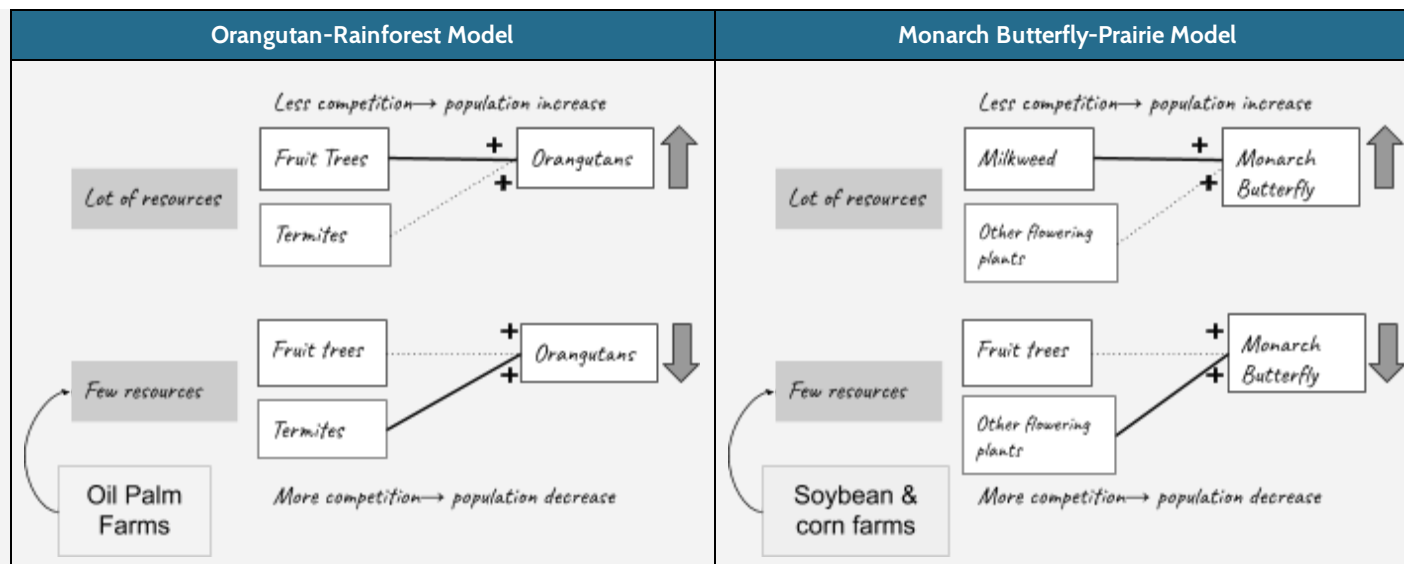 Orangutan-Rainforest Model
Less competition→ population increase
Fruit Trees
+
Orangutans
+
Lot of resources
Termites
Fruit trees
+
Orangutans
+
Few resources
Termites
Oil Palm
Farms
More competition→ population decrease
Monarch Butterfly-Prairie Model
Less competition→ population increase
Milkweed
+
Monarch
Butterfly
+
Lot of resources
Other flowering
plants
Fruit trees
+
Monarch
Butterfly
+
Few resources
Other flowering
plants
Soybean &
corn farms
More competition→ population decrease